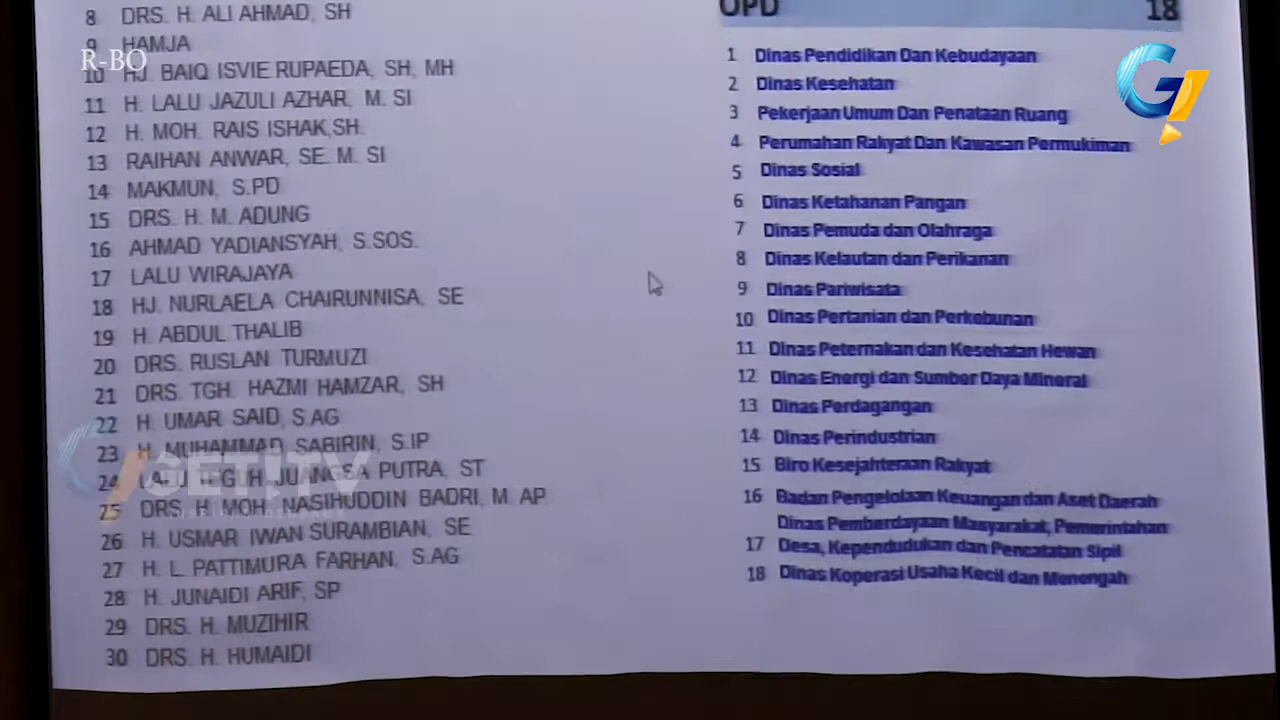 8 DRS. H. ALI AHMAD, SH
9 HAMJA
R-BO
10 HJ. BAIQ ISVIE RUPAEDA, SH, MH
11 H. LALU JAZULI AZHAR, M. SI
12 H. MOH. RAIS ISHAK,SH.
13 RAIHAN ANWAR, SE. M. SI
14 MAKMUN, S.PD
15 DRS. H. M. ADUNG
16 AHMAD YADIANSYAH, S.SOS.
17 LALU WIRAJAYA
18 HJ. NURLAELA CHAIRUNNISA, SE
19 H. ABDUL THALIB
20 DRS. RUSLAN TURMUZI
21 DRS. TGH. HAZMI HAMZAR, SH
22 H. UMAR SAID, S.AG
23 H. MUHAMMAD SABIRIN, S.IP
24 H. JUANGSA PUTRA, ST
GET!TV
25 DRS. H. MOH. NASIHUDDIN BADRI, M. AP.
26 H. USMAR IWAN SURAMBIAN, SE
27 H. L. PATTIMURA FARHAN, S.AG
28 H. JUNAIDI ARIF, SP
29 DRS. H. MUZIHIR
30 DRS. H. HUMAIDI
OPD 18
1 Dinas Pendidikan Dan Kebudayaan
2 Dinas Kesehatan
3 Pekerjaan Umum Dan Penataan Ruang
4 Perumahan Rakyat Dan Kawasan Permukiman
5 Dinas Sosial
6 Dinas Ketahanan Pangan
7 Dinas Pemuda dan Olahraga
8 Dinas Kelautan dan Perikanan
9 Dinas Pariwisata
10 Dinas Pertanian dan Perkebunan
11 Dinas Peternakan dan Kesehatan Hewan
12 Dinas Energi dan Sumber Daya Mineral
13 Dinas Perdagangan
14 Dinas Perindustrian
15 Biro Kesejahteraan Rakyat
16 Badan Pengelolaan Keuangan dan Aset Daerah
Dinas Pemberdayaan Masyarakat, Pemerintahan
17 Desa, Kependudukan dan Pencatatan Sipil
18 Dinas Koperasi Usaha Kecil dan Menengah
G!